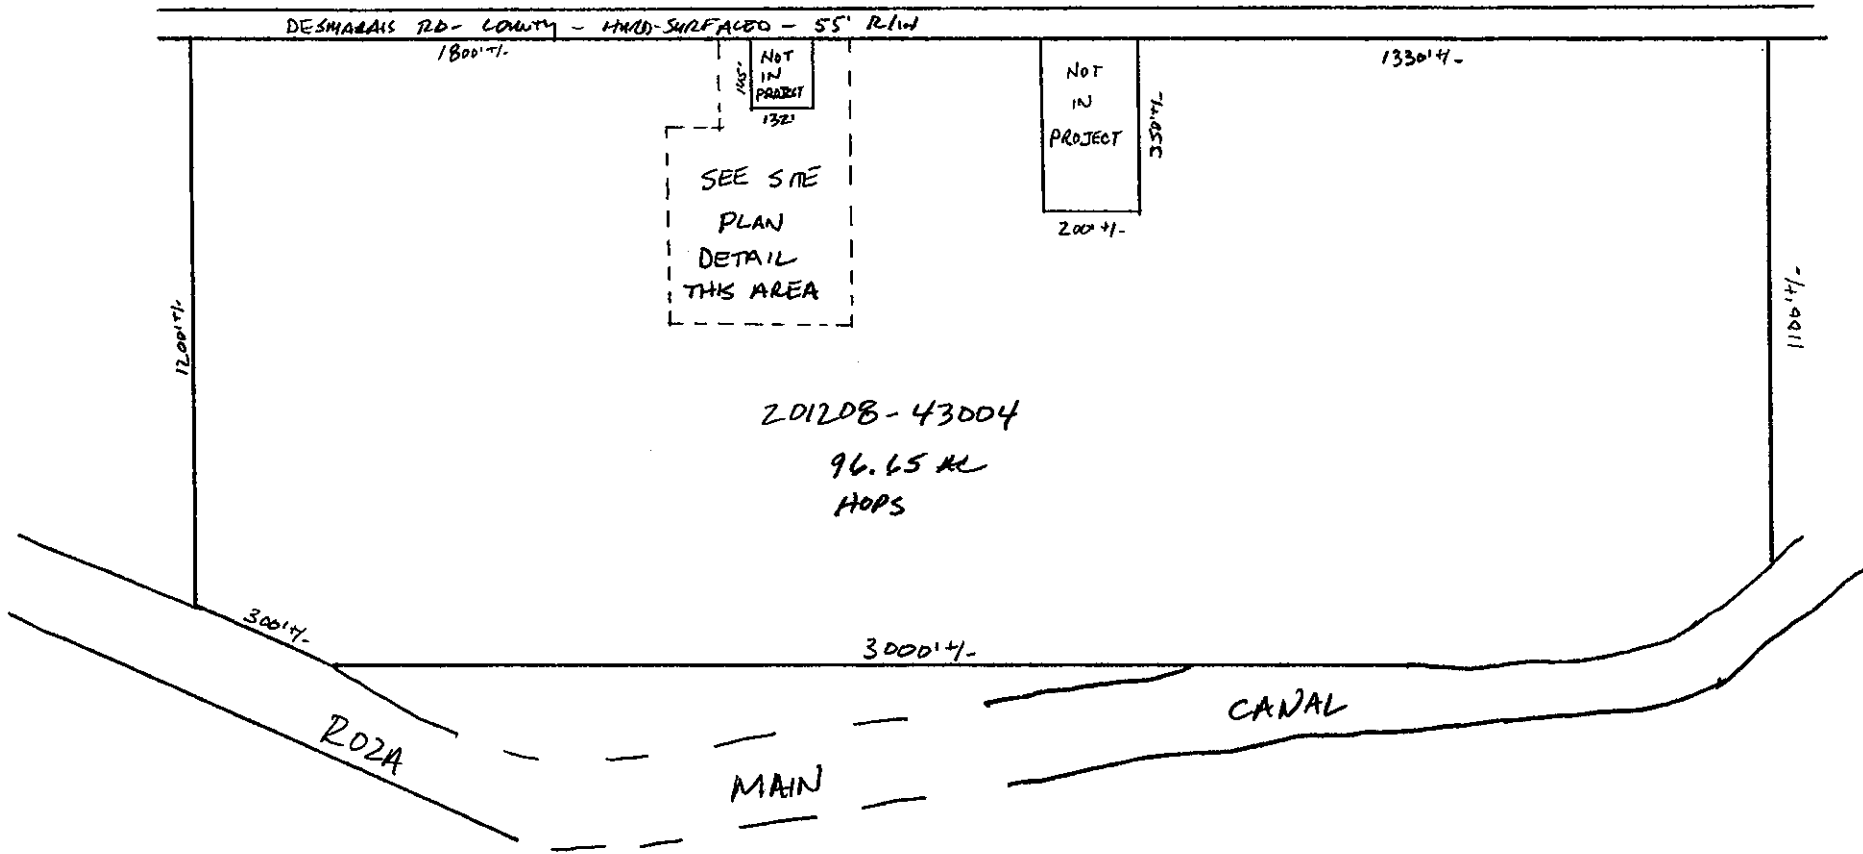 DESMARAIS RD- COUNTY - HARD-SURFACED - 55' R/W
1800'+/-
NOT
IN
PROJECT
145'
132'
NOT
IN
PROJECT
350'+/-
200'+/-
1330'+/-
SEE SITE
PLAN
DETAIL
THIS AREA
1200'+/-
1100'+/-
201208-43004
96.65 AC
HOPS
300'+/-
3000'+/-
ROZA
MAIN
CANAL